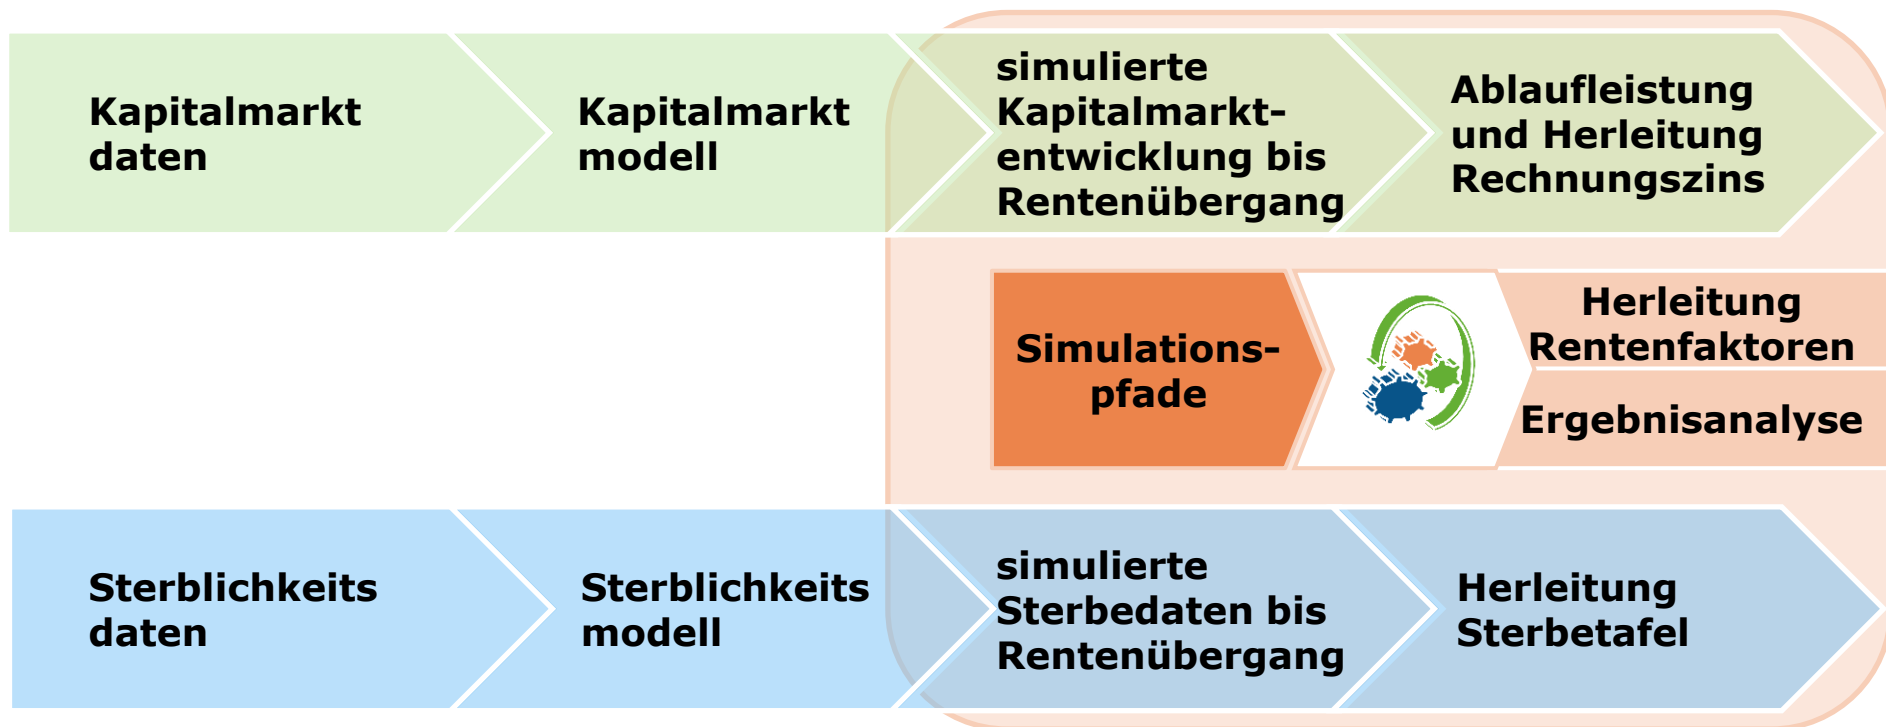 Kapitalmarkt
daten
Kapitalmarkt
modell
simulierte
Kapitalmarkt-
entwicklung bis
Rentenübergang
Ablaufleistung
und Herleitung
Rechnungszins
Simulations-
pfade
Herleitung
Rentenfaktoren
Ergebnisanalyse
Sterblichkeits
daten
Sterblichkeits
modell
simulierte
Sterbedaten bis
Rentenübergang
Herleitung
Sterbetafel